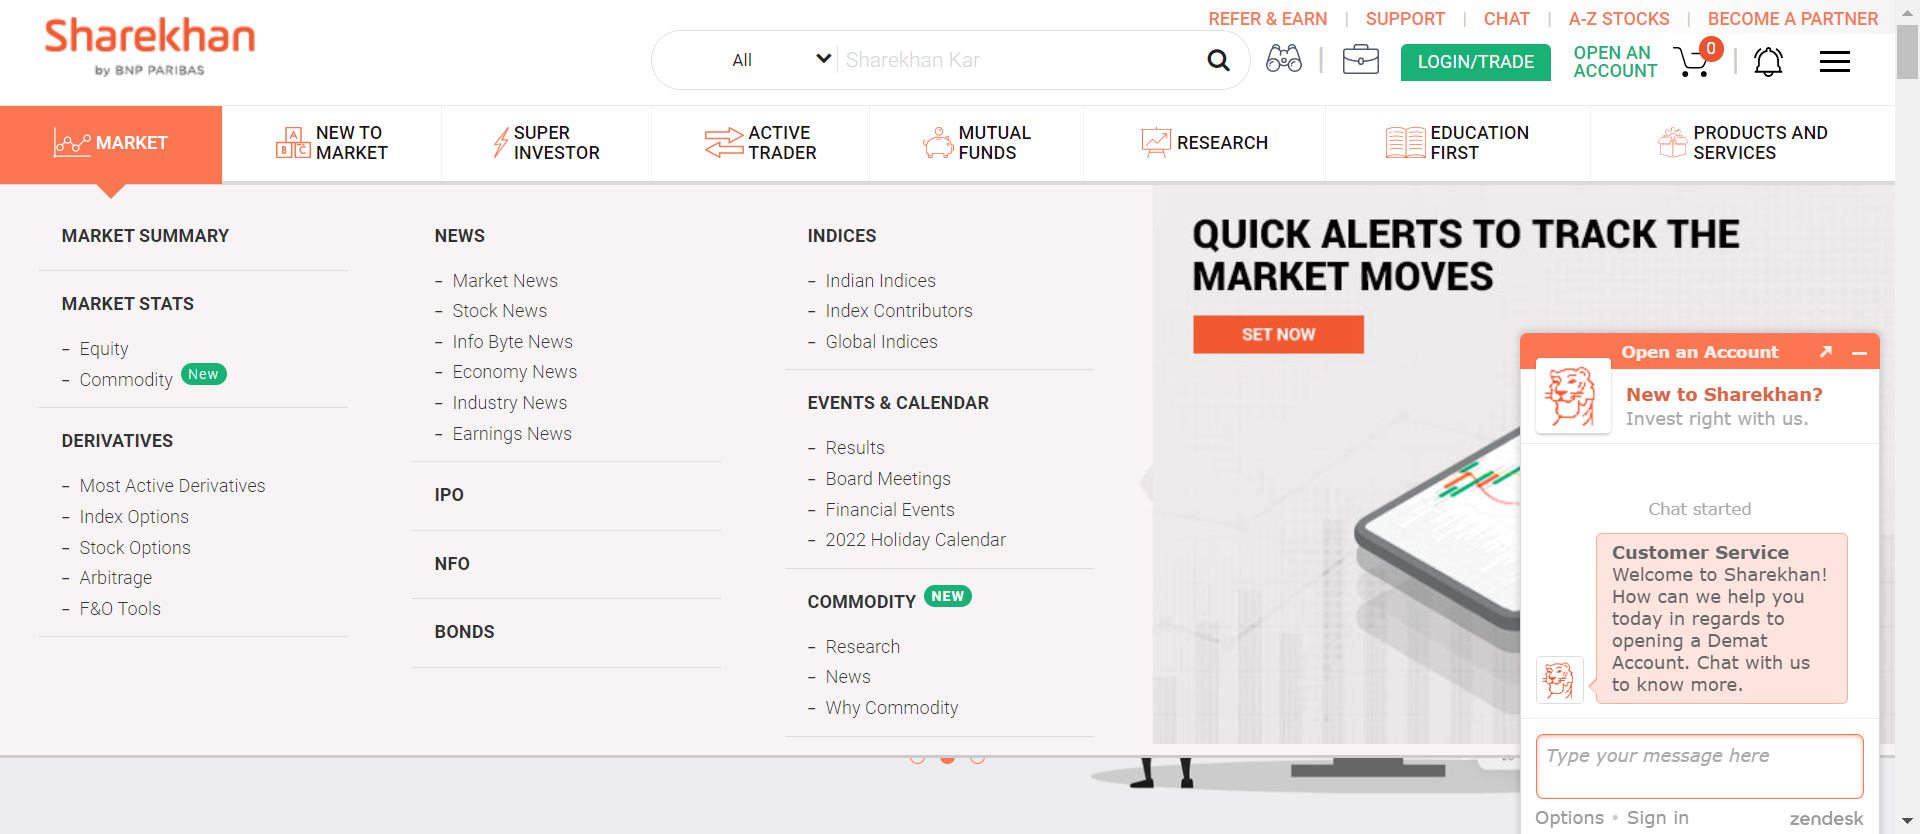 REFER & EARN | SUPPORT | CHAT | A-Z STOCKS | BECOME A PARTNER
Sharekhan
by BNP PARIBAS
All
Sharekhan Kar
LOGIN/TRADE
OPEN AN
ACCOUNT
0
MARKET
A
B C
NEW TO
MARKET
SUPER
INVESTOR
ACTIVE
TRADER
MUTUAL
FUNDS
RESEARCH
EDUCATION
FIRST
PRODUCTS AND
SERVICES
MARKET SUMMARY
MARKET STATS
- Equity
- Commodity New
DERIVATIVES
- Most Active Derivatives
- Index Options
- Stock Options
- Arbitrage
- F&O Tools
NEWS
- Market News
- Stock News
- Info Byte News
- Economy News
- Industry News
- Earnings News
IPO
NFO
BONDS
INDICES
- Indian Indices
- Index Contributors
- Global Indices
EVENTS & CALENDAR
- Results
- Board Meetings
- Financial Events
- 2022 Holiday Calendar
COMMODITY NEW
- Research
- News
- Why Commodity
QUICK ALERTS TO TRACK THE
MARKET MOVES
SET NOW
Open an Account
New to Sharekhan?
Invest right with us.
Chat started
Customer Service
Welcome to Sharekhan!
How can we help you
today in regards to
opening a Demat
Account. Chat with us
to know more.
Type your message here
Options • Sign in
zendesk